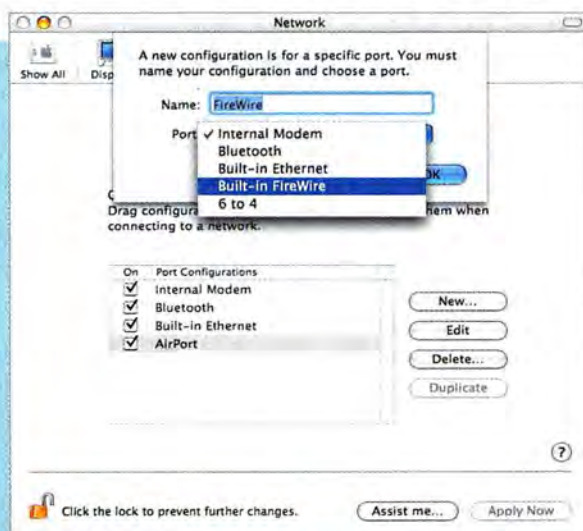 Network
Show All
Disp
A new configuration is for a specific port. You must
name your configuration and choose a port.
Name: FireWire
Port
✓ Internal Modem
Bluetooth
Built-in Ethernet
Built-in FireWire
6 to 4
OK
Drag configura
hem when
connecting to a network.
On Port Configurations
Internal Modem
Bluetooth
Built-in Ethernet
AirPort
New...
Edit
Delete...
Duplicate
?
Click the lock to prevent further changes.
Assist me...
Apply Now